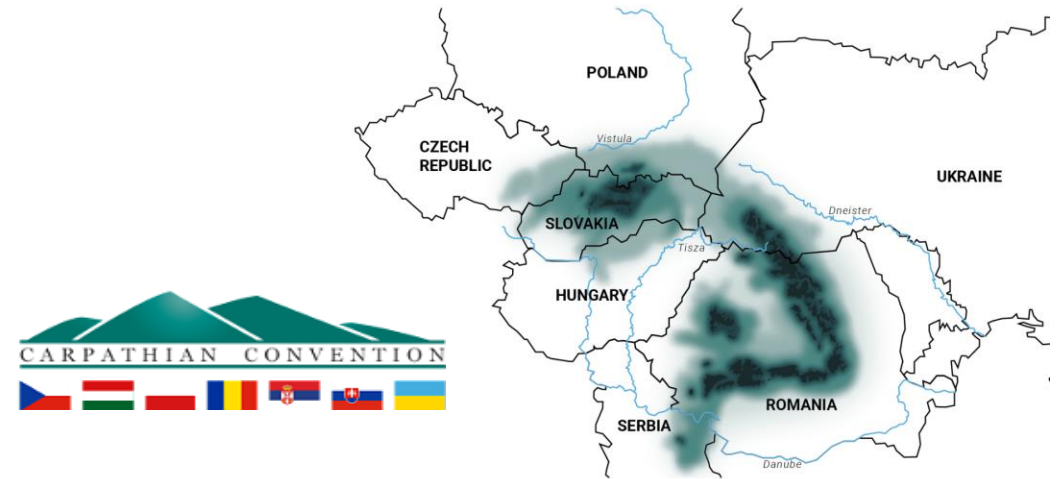 POLAND
Vistula
CZECH
REPUBLIC
UKRAINE
Dneister
SLOVAKIA
Tisza
HUNGARY
CARPATHIAN CONVENTION
ROMANIA
SERBIA
Danube